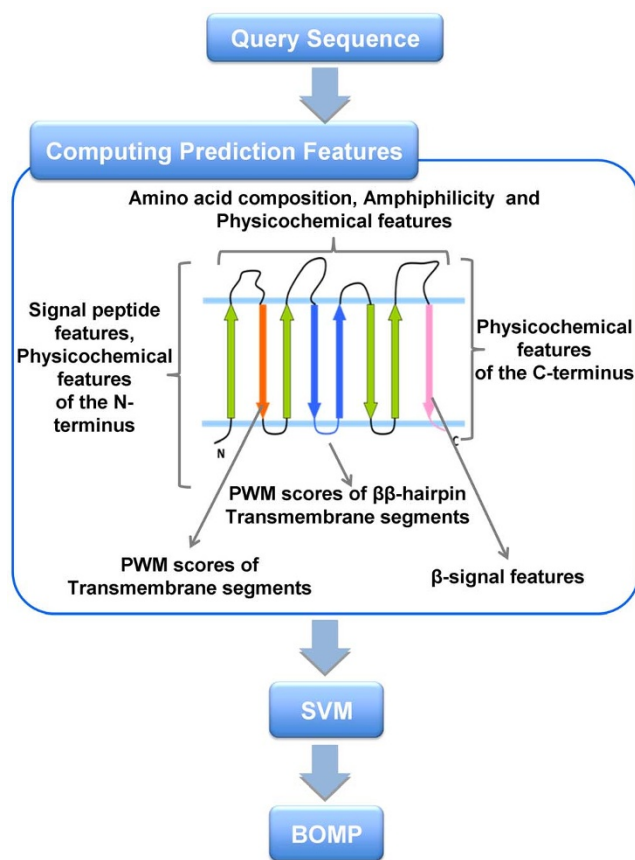 Query Sequence
Computing Prediction Features
Amino acid composition, Amphiphilicity and
Physicochemical features
Signal peptide
features,
Physicochemical
features
of the N-
terminus
Physicochemical
features
of the C-terminus
N
C
PWM scores of ββ-hairpin
Transmembrane segments
PWM scores of
Transmembrane segments
β-signal features
SVM
BOMP